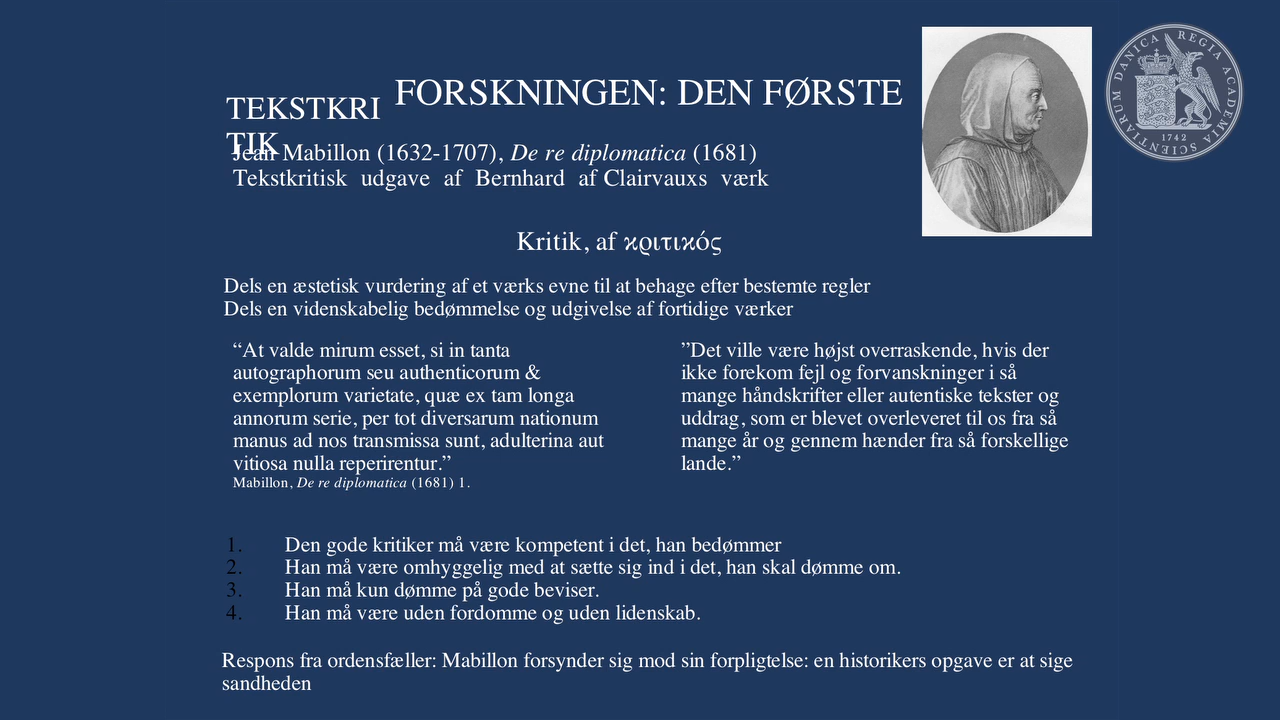 FORSKNINGEN: DEN FØRSTE
TEKSTKRI
TIK
Jean Mabillon (1632-1707), De re diplomatica (1681)
Tekstkritisk udgave af Bernhard af Clairvauxs værk
Kritik, af κριτικός
Dels en æstetisk vurdering af et værks evne til at behage efter bestemte regler
Dels en videnskabelig bedømmelse og udgivelse af fortidige værker
“At valde mirum esset, si in tanta
autographorum seu authenticorum &
exemplorum varietate, quæ ex tam longa
annorum serie, per tot diversarum nationum
manus ad nos transmissa sunt, adulterina aut
vitiosa nulla reperirentur.”
Mabillon, De re diplomatica (1681) 1.
”Det ville være højst overraskende, hvis der
ikke forekom fejl og forvanskninger i så
mange håndskrifter eller autentiske tekster og
uddrag, som er blevet overleveret til os fra så
mange år og gennem hænder fra så forskellige
lande.”
1. Den gode kritiker må være kompetent i det, han bedømmer
2. Han må være omhyggelig med at sætte sig ind i det, han skal dømme om.
3. Han må kun dømme på gode beviser.
4. Han må være uden fordomme og uden lidenskab.
Respons fra ordensfæller: Mabillon forsynder sig mod sin forpligtelse: en historikers opgave er at sige
sandheden
REGIA ACADEMIA SCIENTIARUM DANICA
1742